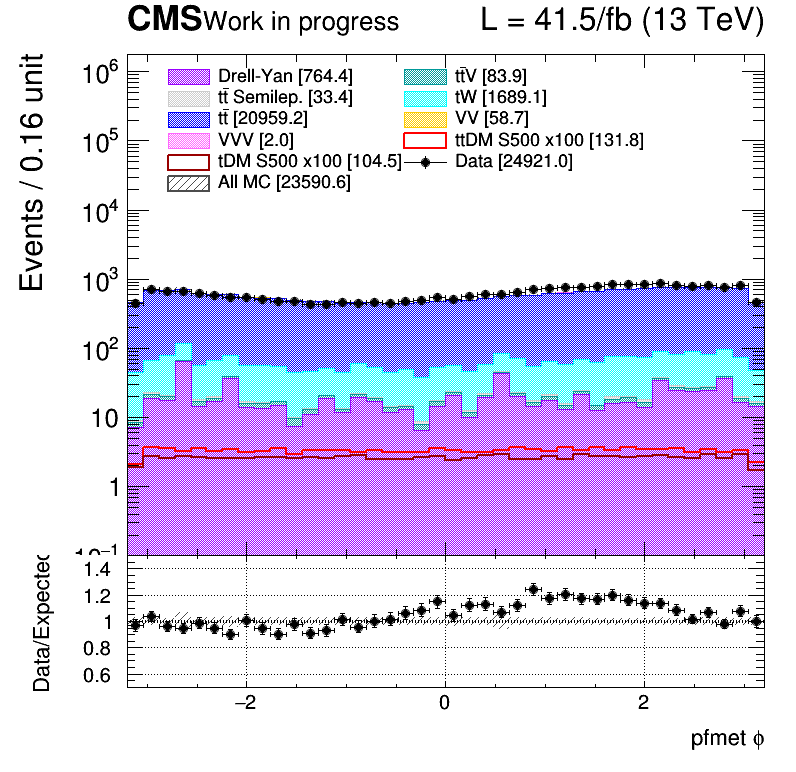 CMS Work in progress L = 41.5/fb (13 TeV)
Events / 0.16 unit
10⁶
10⁵
10⁴
10³
10²
10
1
10⁻¹
Drell-Yan [764.4]
tt̄V [83.9]
tt̄ Semilep. [33.4]
tW [1689.1]
tt̄ [20959.2]
VV [58.7]
VVV [2.0]
ttDM S500 x100 [131.8]
tDM S500 x100 [104.5]
Data [24921.0]
All MC [23590.6]
Data/Expected
1.4
1.2
1
0.8
0.6
−2 0 2
pfmet ϕ